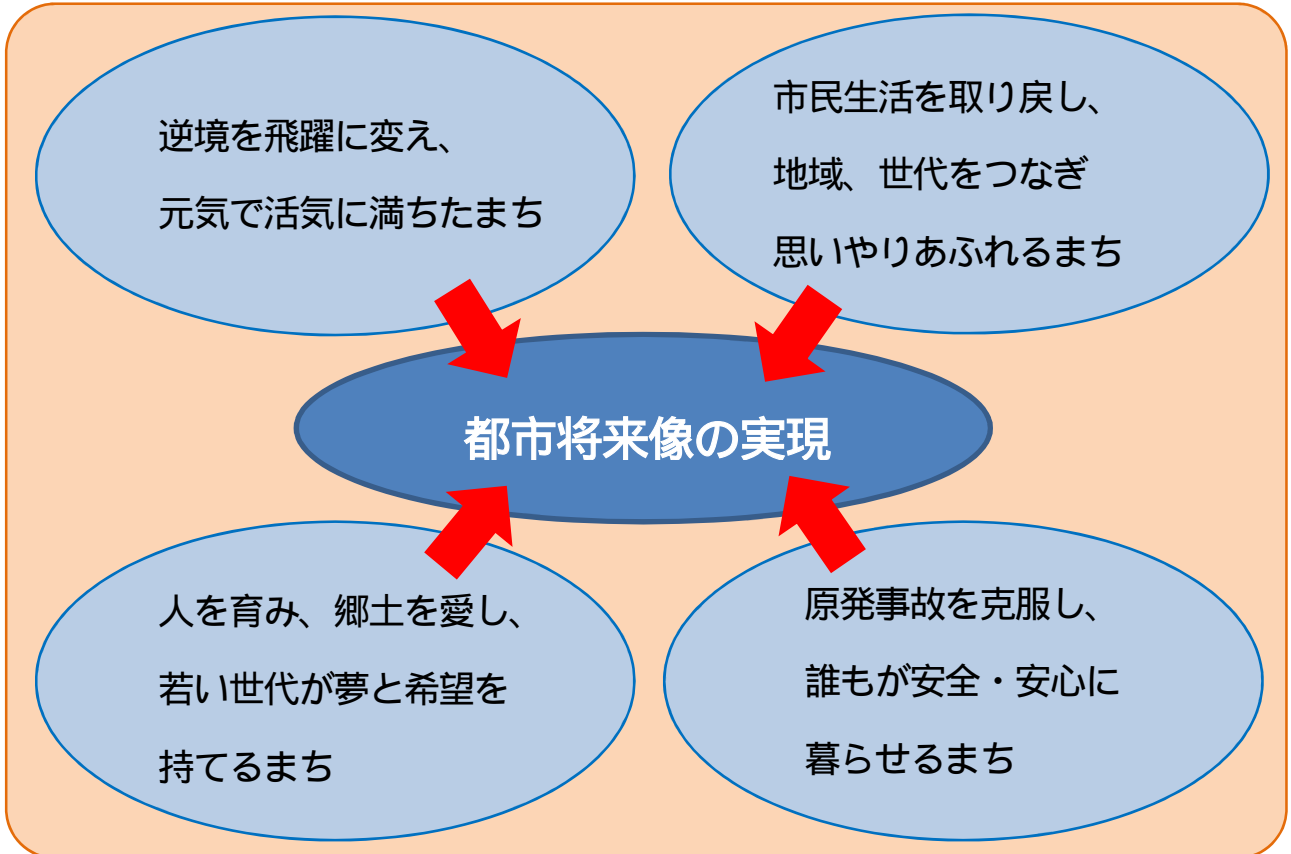 逆境を飛躍に変え、
元気で活気に満ちたまち
市民生活を取り戻し、
地域、世代をつなぎ
思いやりあふれるまち
都市将来像の実現
人を育み、郷土を愛し、
若い世代が夢と希望を
持てるまち
原発事故を克服し、
誰もが安全・安心に
暮らせるまち